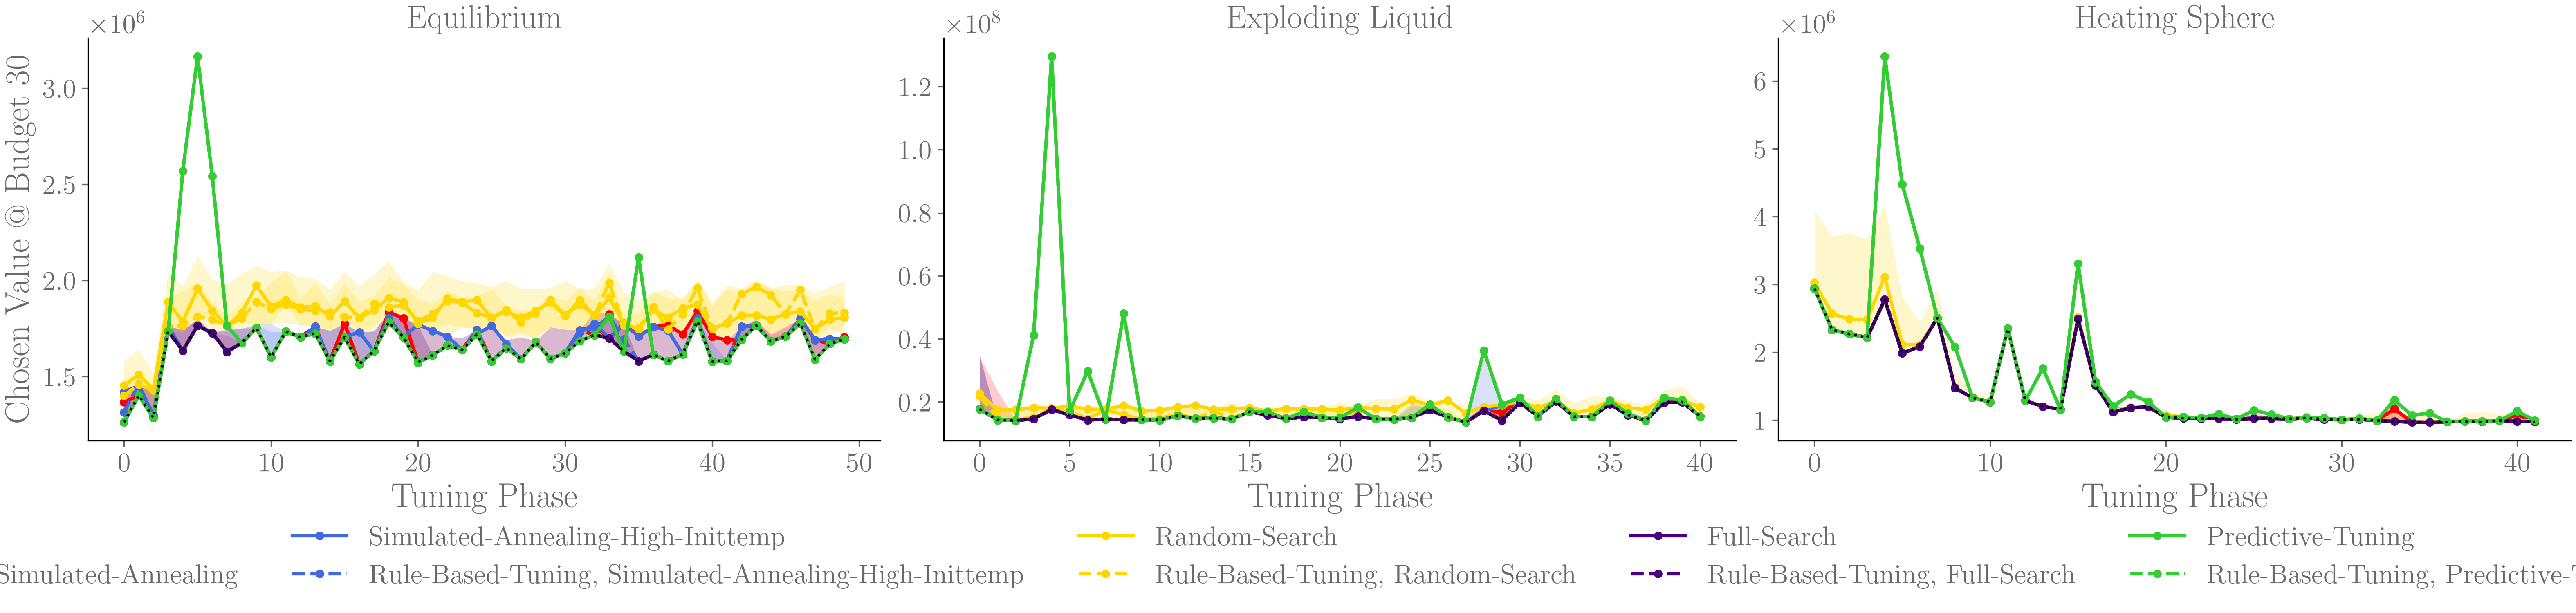 Equilibrium
Exploding Liquid
Heating Sphere
×10⁶
×10⁸
×10⁶
Chosen Value @ Budget 30
3.0
2.5
2.0
1.5
1.2
1.0
0.8
0.6
0.4
0.2
6
5
4
3
2
1
0 10 20 30 40 50
0 5 10 15 20 25 30 35 40
0 10 20 30 40
Tuning Phase
Tuning Phase
Tuning Phase
Simulated-Annealing-High-Inittemp
Random-Search
Full-Search
Predictive-Tuning
Simulated-Annealing
Rule-Based-Tuning, Simulated-Annealing-High-Inittemp
Rule-Based-Tuning, Random-Search
Rule-Based-Tuning, Full-Search
Rule-Based-Tuning, Predictive-